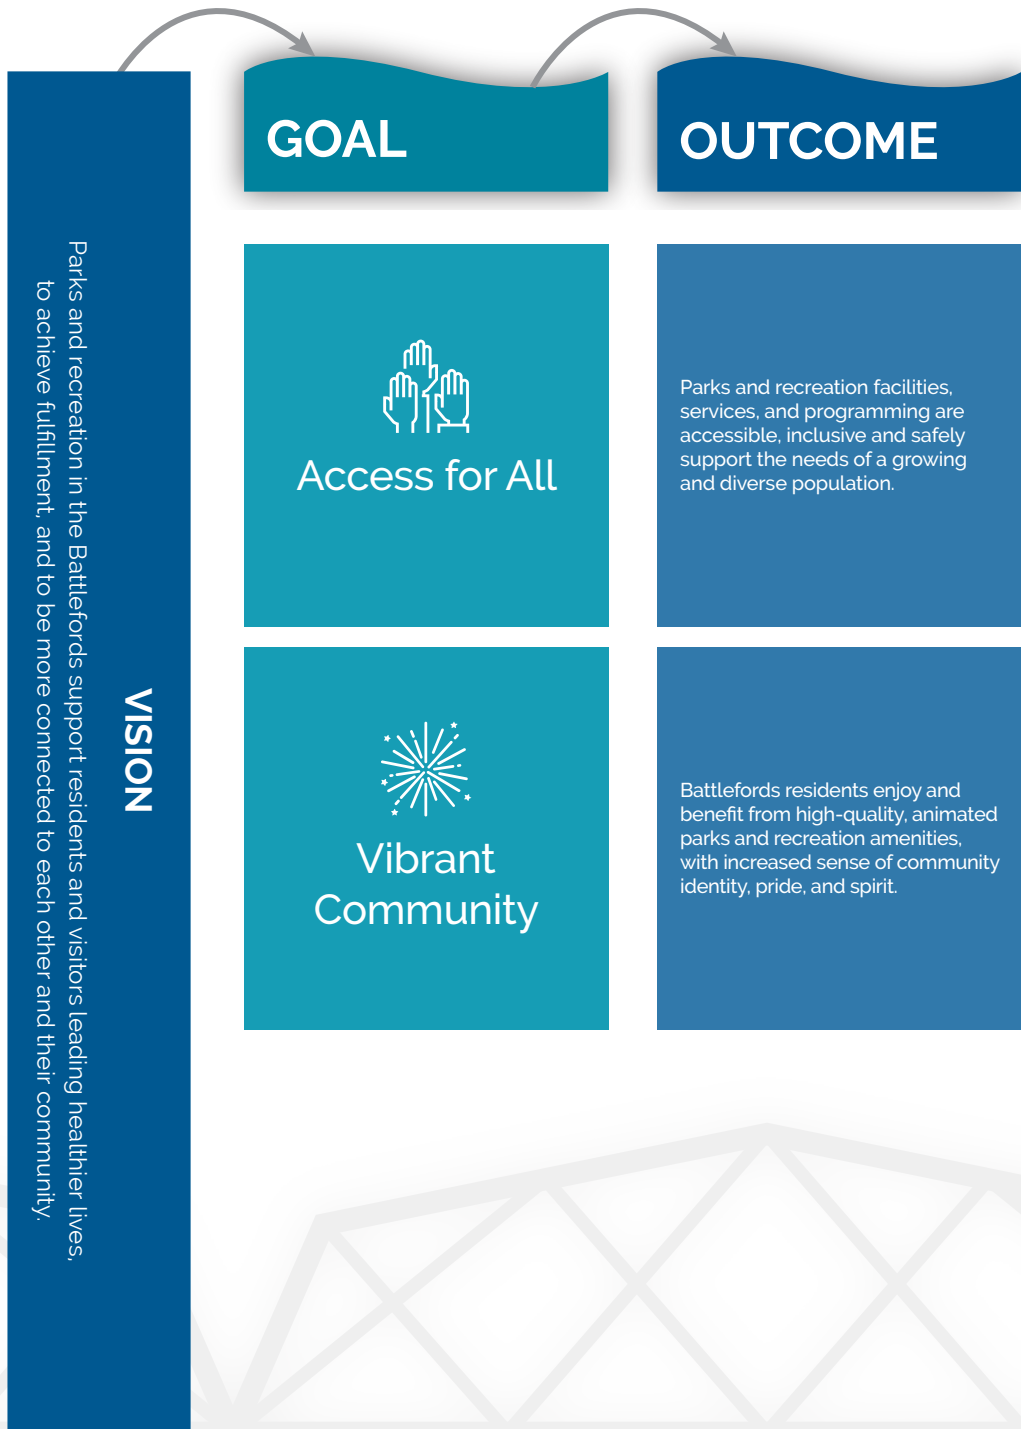 VISION
Parks and recreation in the Battlefords support residents and visitors leading healthier lives,
to achieve fulfillment, and to be more connected to each other and their community.
GOAL
OUTCOME
Access for All
Parks and recreation facilities,
services, and programming are
accessible, inclusive and safely
support the needs of a growing
and diverse population.
Vibrant
Community
Battlefords residents enjoy and
benefit from high-quality, animated
parks and recreation amenities,
with increased sense of community
identity, pride, and spirit.